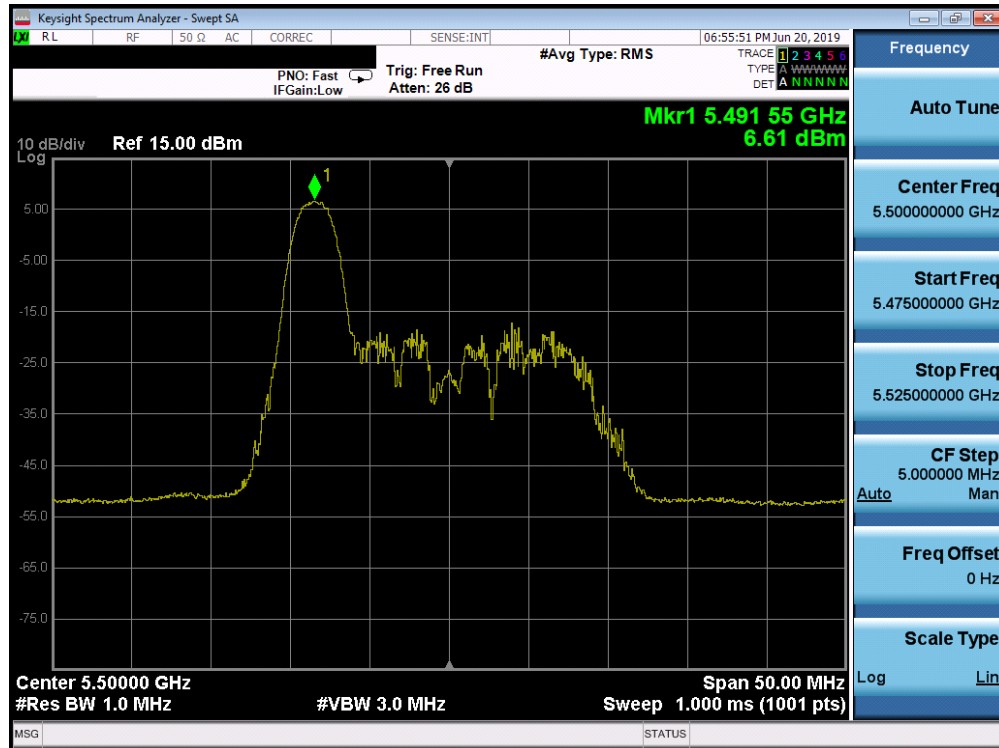 Keysight Spectrum Analyzer - Swept SA
LXI RL RF 50 Ω AC CORREC SENSE:INT 06:55:51 PM Jun 20, 2019
#Avg Type: RMS
TRACE 1 2 3 4 5 6
TYPE A WWWWW
DET A N N N N N
PNO: Fast
IFGain:Low
Trig: Free Run
Atten: 26 dB
Mkr1 5.491 55 GHz
6.61 dBm
10 dB/div
Log
Ref 15.00 dBm
1
5.00
-5.00
-15.0
-25.0
-35.0
-45.0
-55.0
-65.0
-75.0
Center 5.50000 GHz
Span 50.00 MHz
#Res BW 1.0 MHz
#VBW 3.0 MHz
Sweep 1.000 ms (1001 pts)
MSG
STATUS
Frequency
Auto Tune
Center Freq
5.500000000 GHz
Start Freq
5.475000000 GHz
Stop Freq
5.525000000 GHz
CF Step
5.000000 MHz
Auto Man
Freq Offset
0 Hz
Scale Type
Log Lin